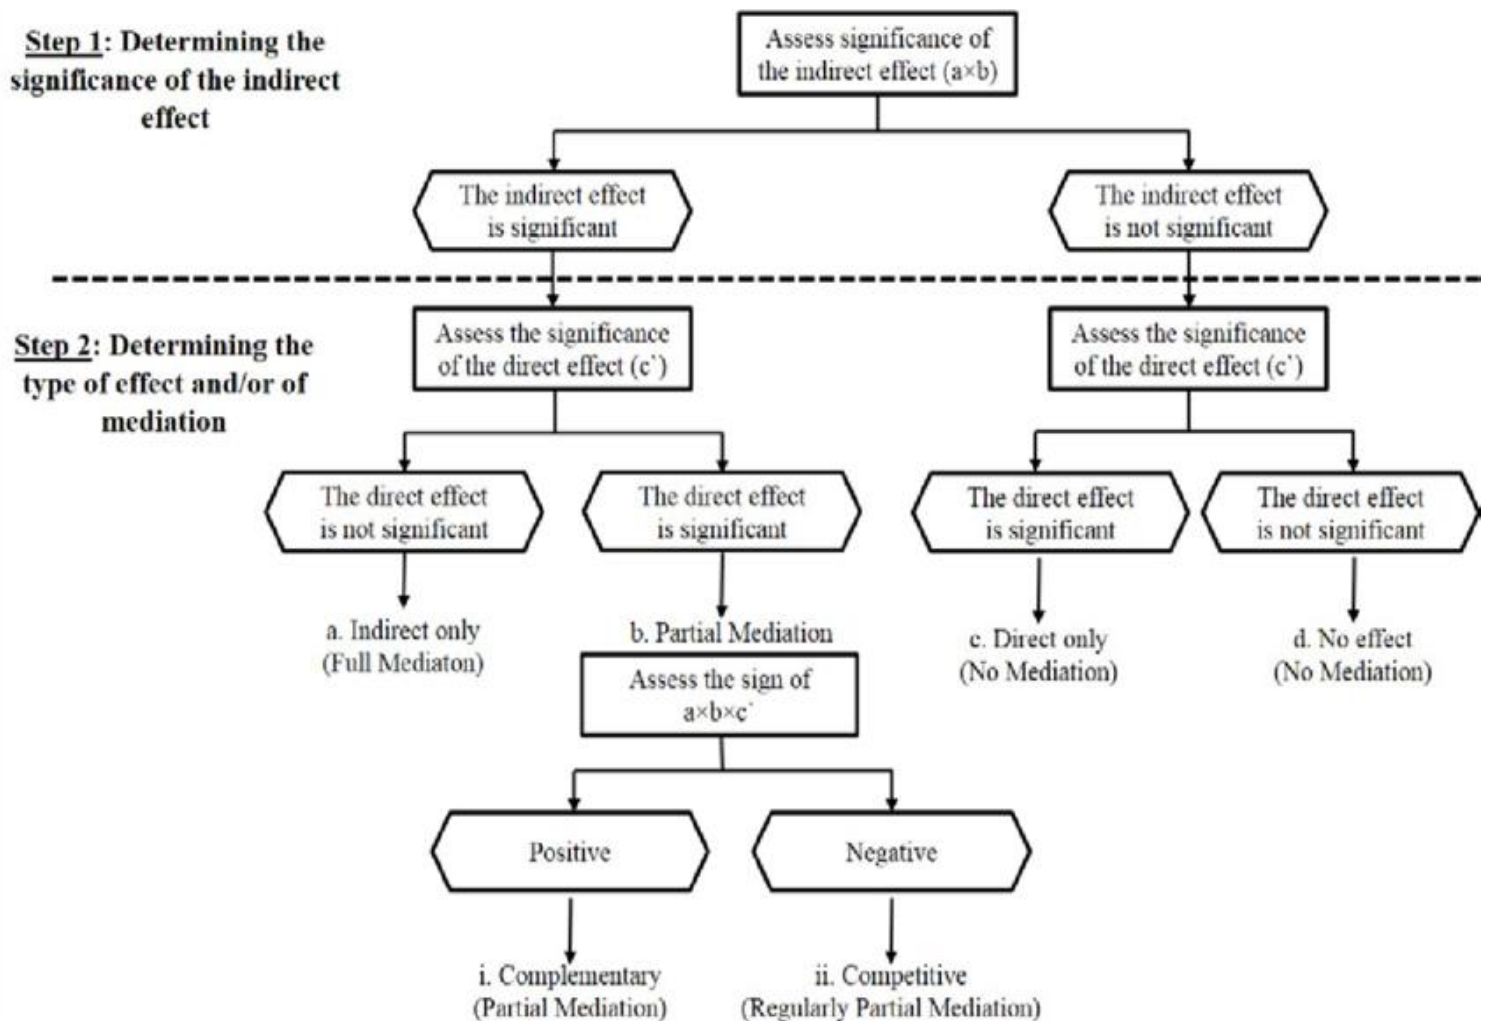 Step 1: Determining the
significance of the indirect
effect
Assess significance of
the indirect effect (a×b)
The indirect effect
is significant
The indirect effect
is not significant
Step 2: Determining the
type of effect and/or of
mediation
Assess the significance
of the direct effect (c`)
Assess the significance
of the direct effect (c`)
The direct effect
is not significant
The direct effect
is significant
The direct effect
is significant
The direct effect
is not significant
a. Indirect only
(Full Mediaton)
b. Partial Mediation
c. Direct only
(No Mediation)
d. No effect
(No Mediation)
Assess the sign of
a×b×c`
Positive
Negative
i. Complementary
(Partial Mediation)
ii. Competitive
(Regularly Partial Mediation)